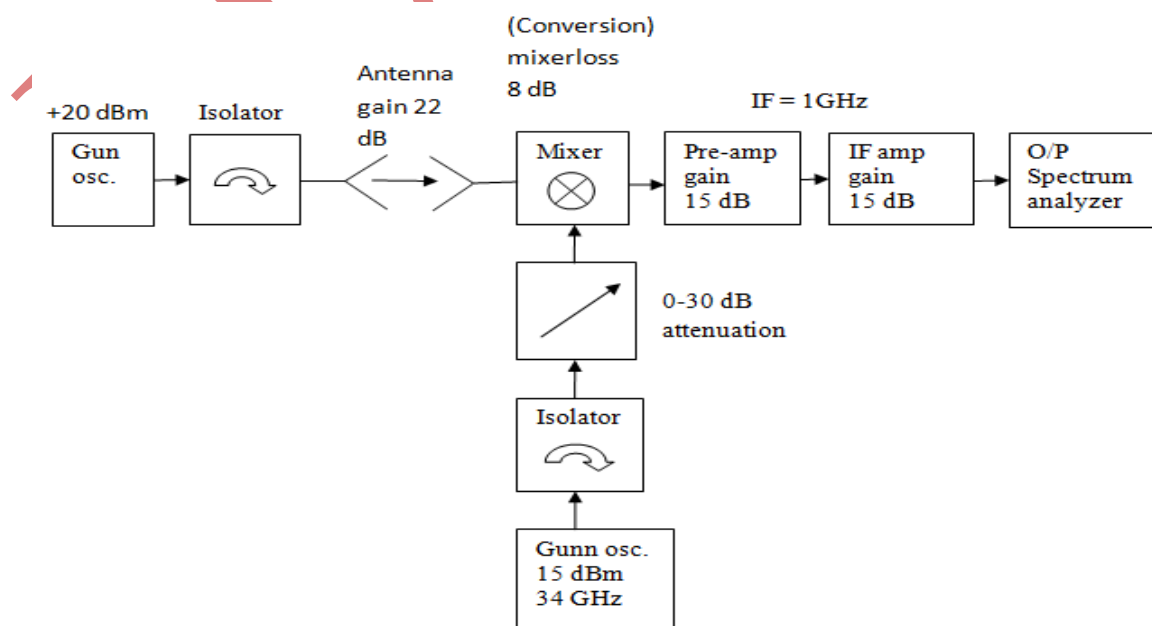 (Conversion)
mixerloss
8 dB
Antenna
gain 22
dB
IF = 1GHz
+20 dBm
Isolator
Gun
osc.
Mixer
Pre-amp
gain
15 dB
IF amp
gain
15 dB
O/P
Spectrum
analyzer
0-30 dB
attenuation
Isolator
Gunn osc.
15 dBm
34 GHz